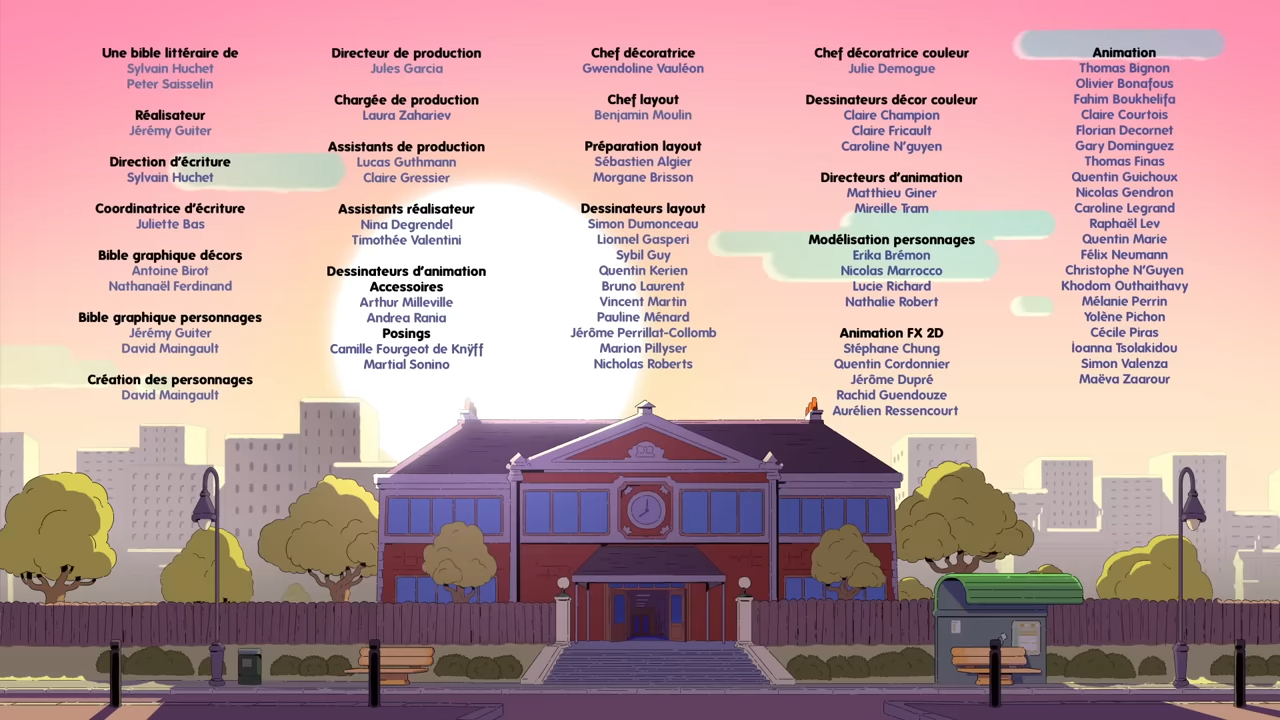 Une bible littéraire de
Sylvain Huchet
Peter Saisselin
Réalisateur
Jérémy Guiter
Direction d'écriture
Sylvain Huchet
Coordinatrice d'écriture
Juliette Bas
Bible graphique décors
Antoine Birot
Nathanaël Ferdinand
Bible graphique personnages
Jérémy Guiter
David Maingault
Création des personnages
David Maingault
Directeur de production
Jules Garcia
Chargée de production
Laura Zahariev
Assistants de production
Lucas Guthmann
Claire Gressier
Assistants réalisateur
Nina Degrendel
Timothée Valentini
Dessinateurs d'animation
Accessoires
Arthur Milleville
Andrea Rania
Posings
Camille Fourgeot de Knÿff
Martial Sonino
Chef décoratrice
Gwendoline Vauléon
Chef layout
Benjamin Moulin
Préparation layout
Sébastien Algier
Morgane Brisson
Dessinateurs layout
Simon Dumonceau
Lionnel Gasperi
Sybil Guy
Quentin Kerien
Bruno Laurent
Vincent Martin
Pauline Ménard
Jérôme Perrillat-Collomb
Marion Pillyser
Nicholas Roberts
Chef décoratrice couleur
Julie Demogue
Dessinateurs décor couleur
Claire Champion
Claire Fricault
Caroline N'guyen
Directeurs d'animation
Matthieu Giner
Mireille Tram
Modélisation personnages
Erika Brémon
Nicolas Marrocco
Lucie Richard
Nathalie Robert
Animation FX 2D
Stéphane Chung
Quentin Cordonnier
Jérôme Dupré
Rachid Guendouze
Aurélien Ressencourt
Animation
Thomas Bignon
Olivier Bonafous
Fahim Boukhelifa
Claire Courtois
Florian Decornet
Gary Dominguez
Thomas Finas
Quentin Guichoux
Nicolas Gendron
Caroline Legrand
Raphaël Lev
Quentin Marie
Félix Neumann
Christophe N'Guyen
Khodom Outhaithavy
Mélanie Perrin
Yolène Pichon
Cécile Piras
İoanna Tsolakidou
Simon Valenza
Maëva Zaarour